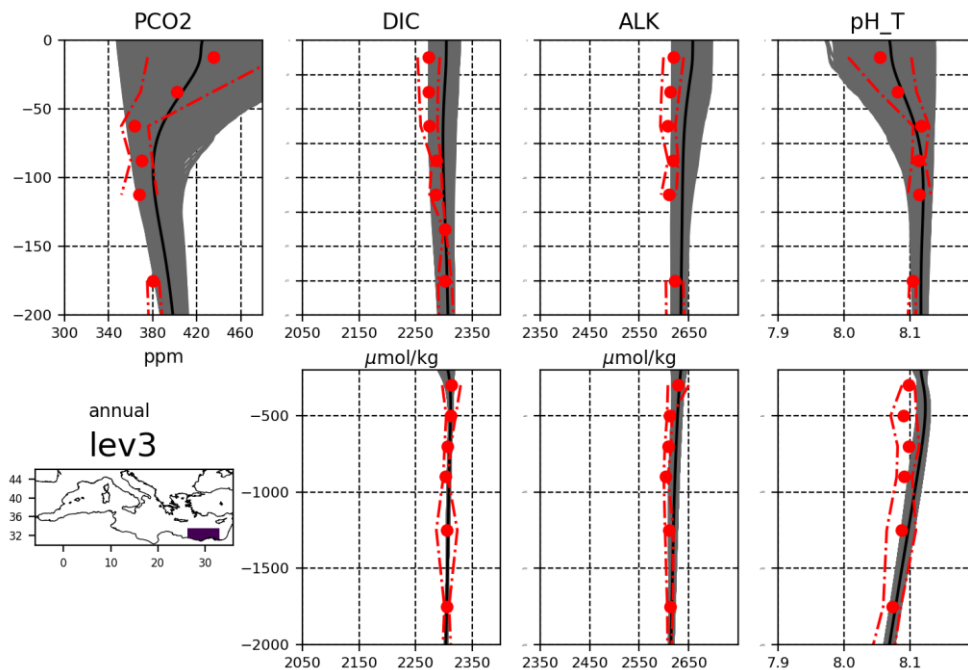 PCO2 DIC ALK pH_T
0
−50
−100
−150
−200
300 340 380 420 460 2050 2150 2250 2350 2350 2450 2550 2650 7.9 8.0 8.1
ppm μmol/kg μmol/kg
−500
−1000
−1500
−2000
2050 2150 2250 2350 2350 2450 2550 2650 7.9 8.0 8.1
annual
lev3
44
40
36
32
0 10 20 30